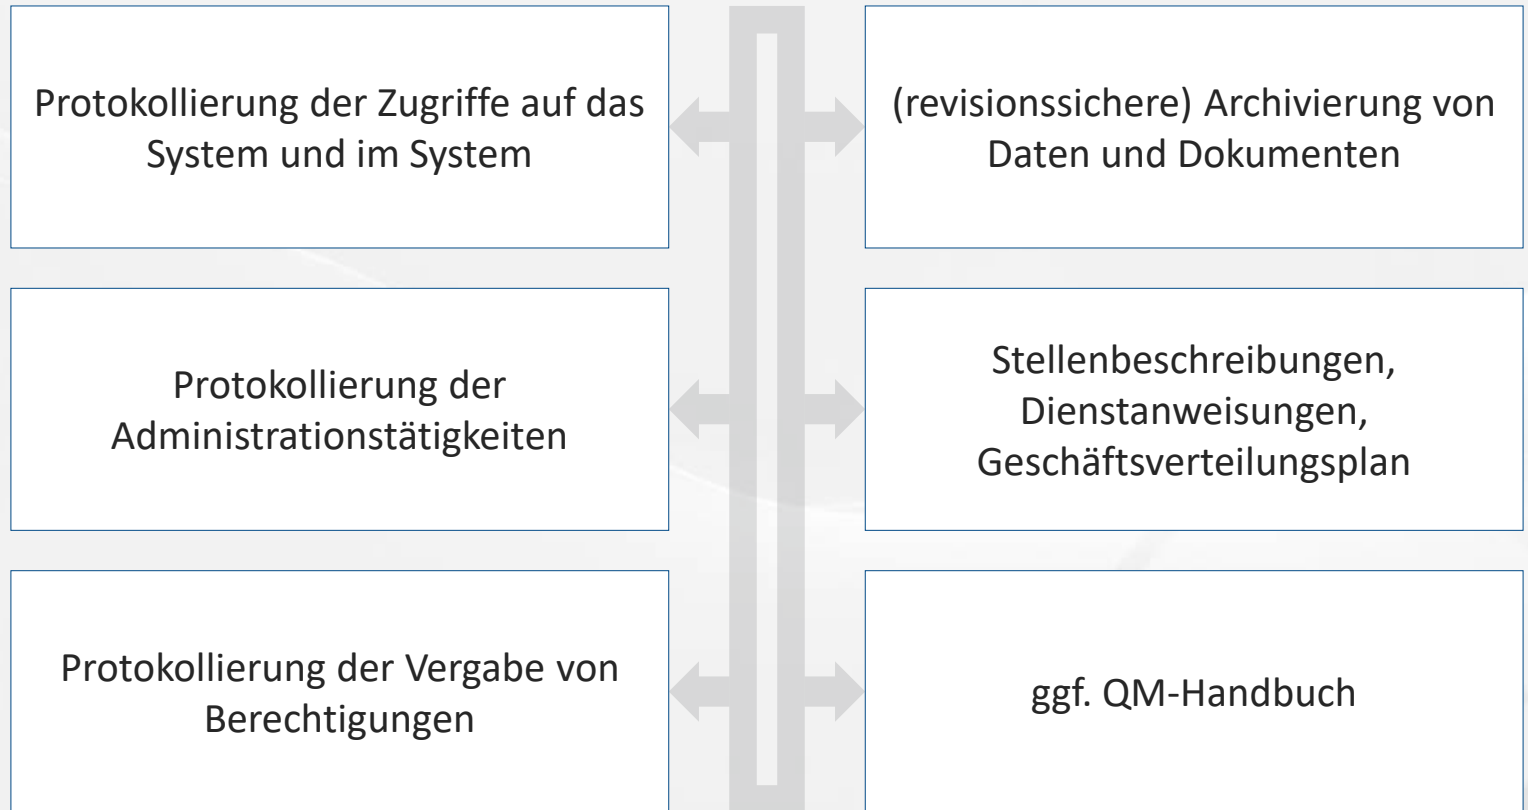 Protokollierung der Zugriffe auf das
System und im System
(revisionssichere) Archivierung von
Daten und Dokumenten
Protokollierung der
Administrationstätigkeiten
Stellenbeschreibungen,
Dienstanweisungen,
Geschäftsverteilungsplan
Protokollierung der Vergabe von
Berechtigungen
ggf. QM-Handbuch